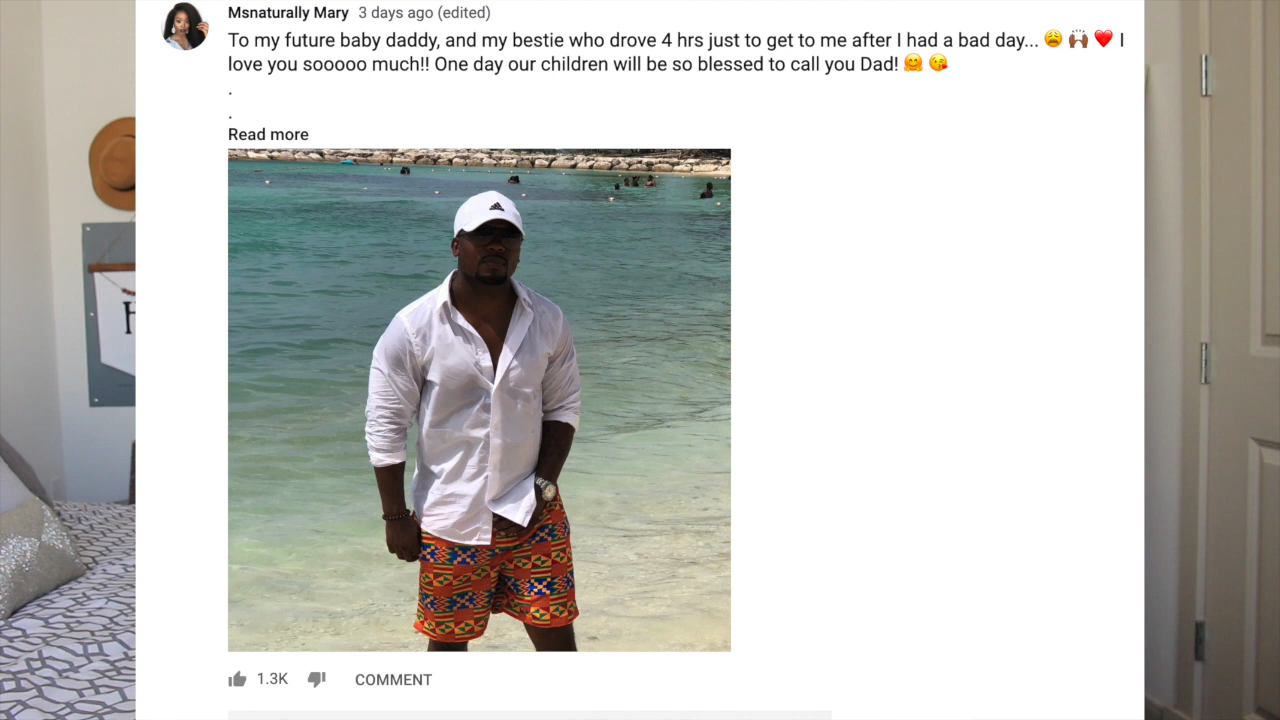 Msnaturally Mary 3 days ago (edited)
To my future baby daddy, and my bestie who drove 4 hrs just to get to me after I had a bad day... 😩 🙌🏾 ❤️ I
love you sooooo much!! One day our children will be so blessed to call you Dad! 🤗 😘
.
.
Read more
1.3K COMMENT